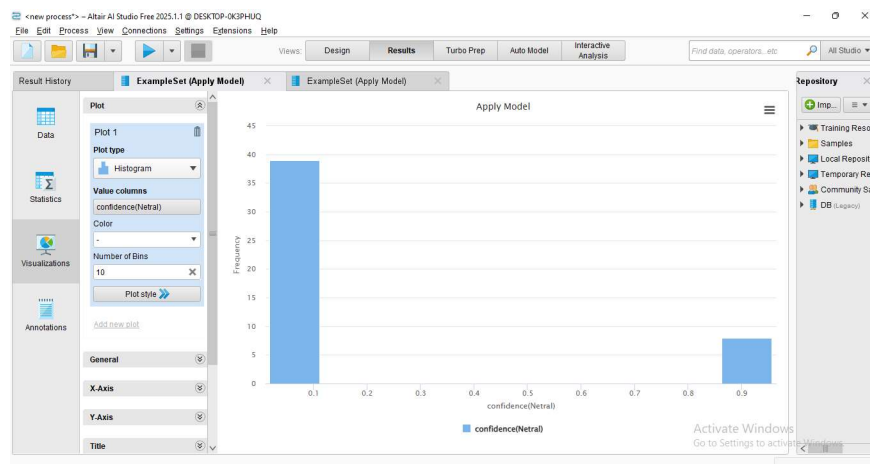 <new process*> – Altair AI Studio Free 2025.1.1 @ DESKTOP-0K3PHUQ
File Edit Process View Connections Settings Extensions Help
Views: Design Results Turbo Prep Auto Model Interactive Analysis Find data, operators...etc All Studio
Result History ExampleSet (Apply Model) ExampleSet (Apply Model) Repository
Data
Statistics
Visualizations
Annotations
Plot
Plot 1
Plot type
Histogram
Value columns
confidence(Netral)
Color
-
Number of Bins
10
Plot style
Add new plot
General
X-Axis
Y-Axis
Title
Apply Model
45
40
35
30
25
20
15
10
5
0
Frequency
0.1 0.2 0.3 0.4 0.5 0.6 0.7 0.8 0.9
confidence(Netral)
confidence(Netral)
Imp...
Training Reso
Samples
Local Reposit
Temporary Re
Community Sa
DB (Legacy)
Activate Windows
Go to Settings to activate Windows.